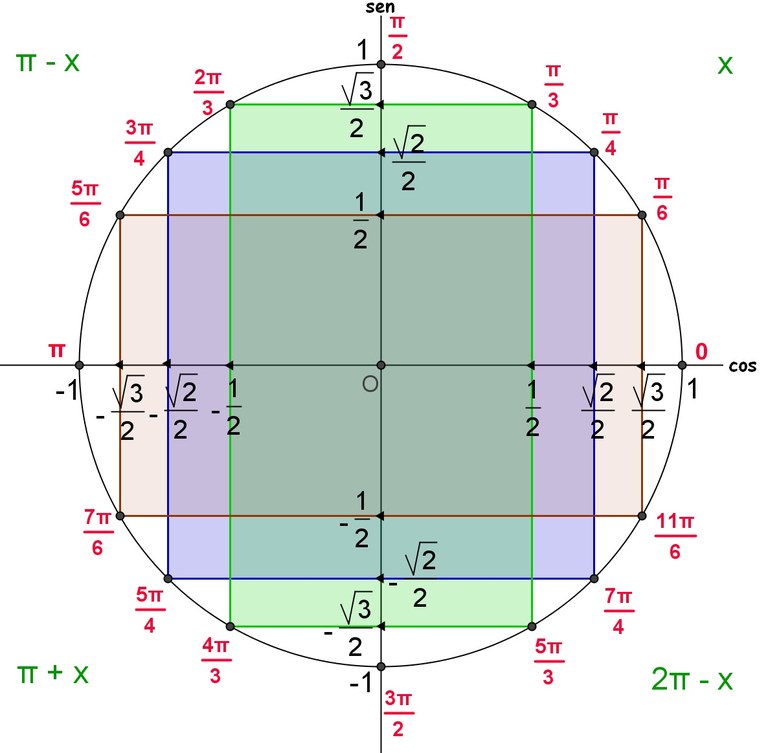 sen
π/2
1
π - x
x
2π/3
√3/2
π/3
3π/4
√2/2
π/4
5π/6
1/2
π/6
π
0
cos
-1
-√3/2
-√2/2
-1/2
O
1/2
√2/2
√3/2
1
7π/6
-1/2
11π/6
5π/4
-√2/2
7π/4
4π/3
-√3/2
5π/3
π + x
-1
2π - x
3π/2